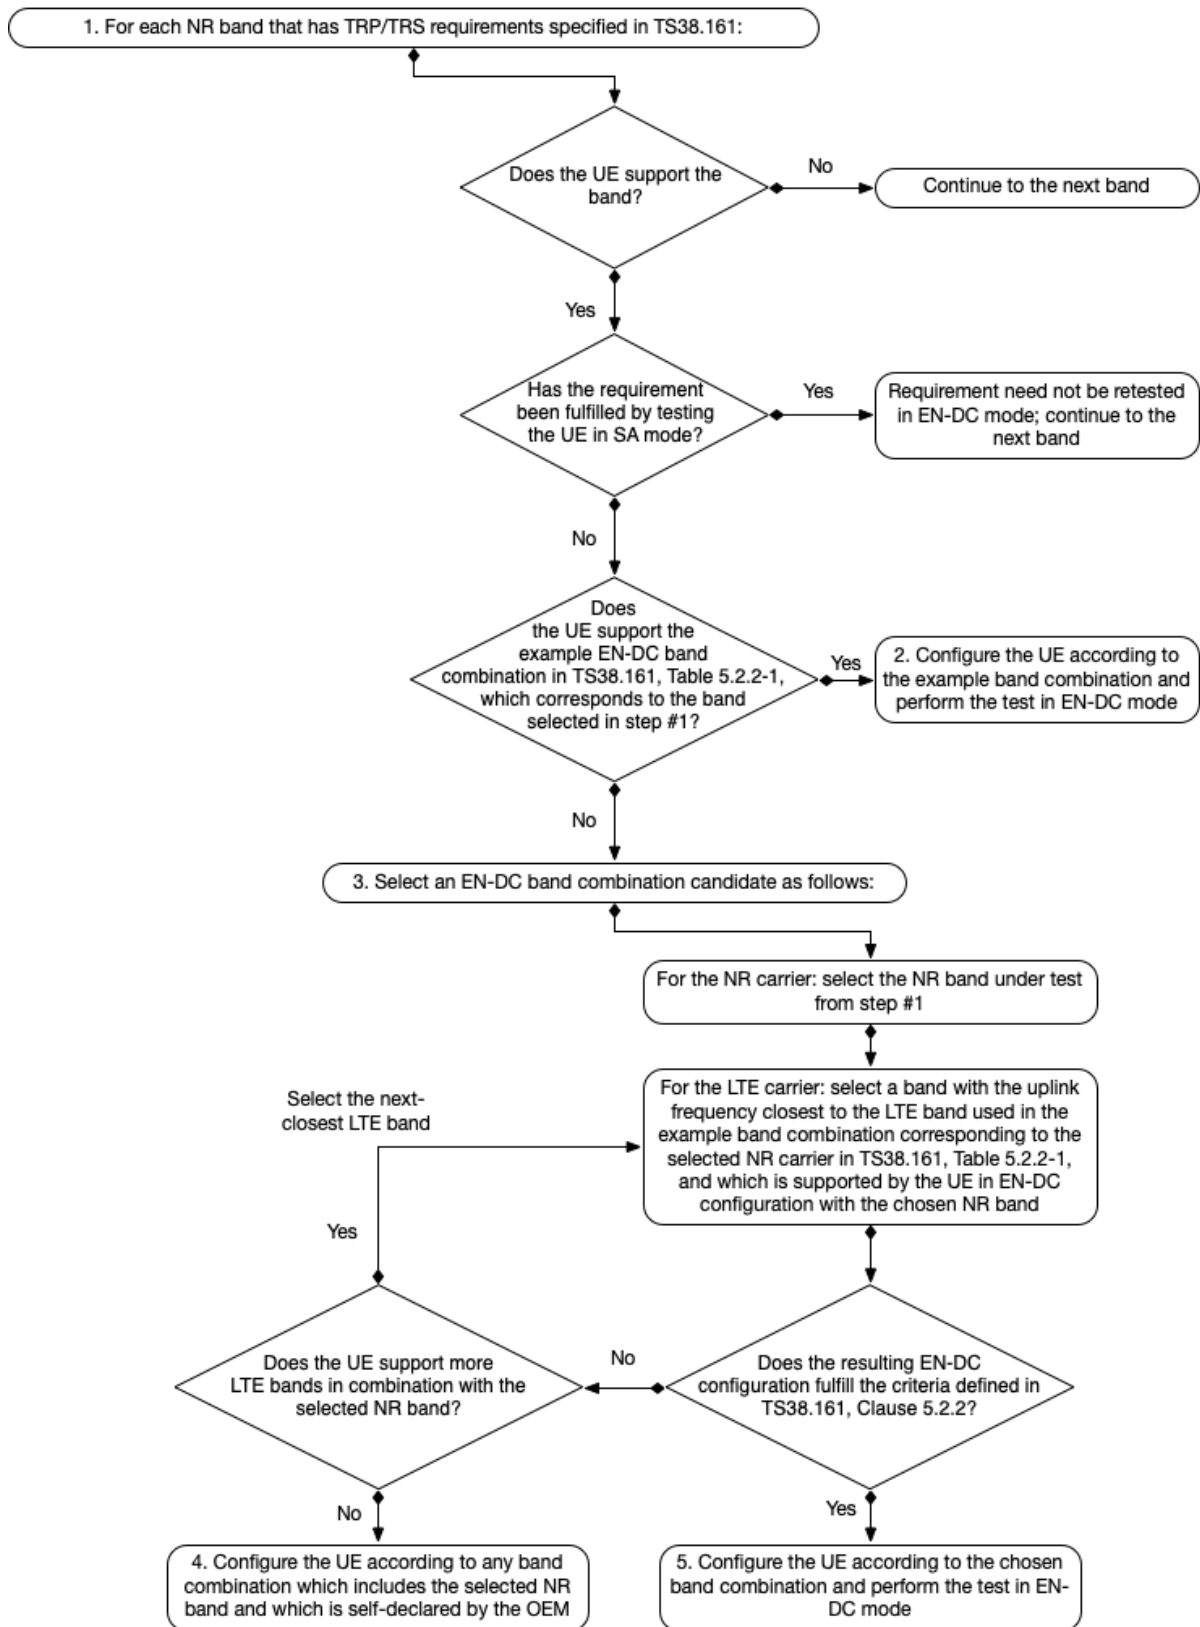 1. For each NR band that has TRP/TRS requirements specified in TS38.161:
Does the UE support the
band?
No
Continue to the next band
Yes
Has the requirement
been fulfilled by testing
the UE in SA mode?
Yes
Requirement need not be retested
in EN-DC mode; continue to the
next band
No
Does
the UE support the
example EN-DC band
combination in TS38.161, Table 5.2.2-1,
which corresponds to the band
selected in step #1?
Yes
2. Configure the UE according to
the example band combination and
perform the test in EN-DC mode
No
3. Select an EN-DC band combination candidate as follows:
For the NR carrier: select the NR band under test
from step #1
For the LTE carrier: select a band with the uplink
frequency closest to the LTE band used in the
example band combination corresponding to the
selected NR carrier in TS38.161, Table 5.2.2-1,
and which is supported by the UE in EN-DC
configuration with the chosen NR band
Select the next-
closest LTE band
Yes
Does the UE support more
LTE bands in combination with the
selected NR band?
No
Does the resulting EN-DC
configuration fulfill the criteria defined in
TS38.161, Clause 5.2.2?
No
Yes
4. Configure the UE according to any band
combination which includes the selected NR
band and which is self-declared by the OEM
5. Configure the UE according to the chosen
band combination and perform the test in EN-
DC mode